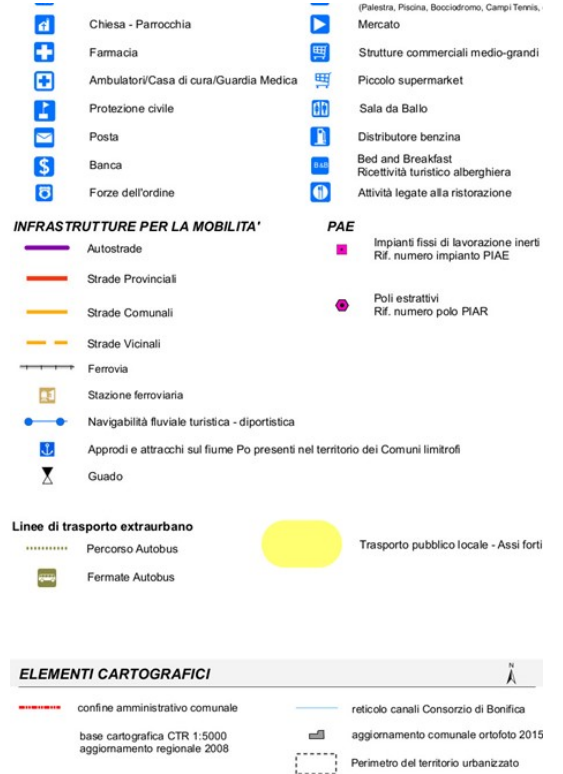 (Palestra, Piscina, Bocciodromo, Campi Tennis,
Chiesa - Parrocchia
Mercato
Farmacia
Strutture commerciali medio-grandi
Ambulatori/Casa di cura/Guardia Medica
Piccolo supermarket
Protezione civile
Sala da Ballo
Posta
Distributore benzina
Banca
B&B
Bed and Breakfast
Ricettività turistico alberghiera
Forze dell'ordine
Attività legate alla ristorazione
INFRASTRUTTURE PER LA MOBILITA'
PAE
Autostrade
Impianti fissi di lavorazione inerti
Rif. numero impianto PIAE
Strade Provinciali
Poli estrattivi
Rif. numero polo PIAR
Strade Comunali
Strade Vicinali
Ferrovia
Stazione ferroviaria
Navigabilità fluviale turistica - diportistica
Approdi e attracchi sul fiume Po presenti nel territorio dei Comuni limitrofi
Guado
Linee di trasporto extraurbano
Percorso Autobus
Trasporto pubblico locale - Assi forti
Fermate Autobus
ELEMENTI CARTOGRAFICI
N
confine amministrativo comunale
reticolo canali Consorzio di Bonifica
base cartografica CTR 1:5000
aggiornamento regionale 2008
aggiornamento comunale ortofoto 2015
Perimetro del territorio urbanizzato